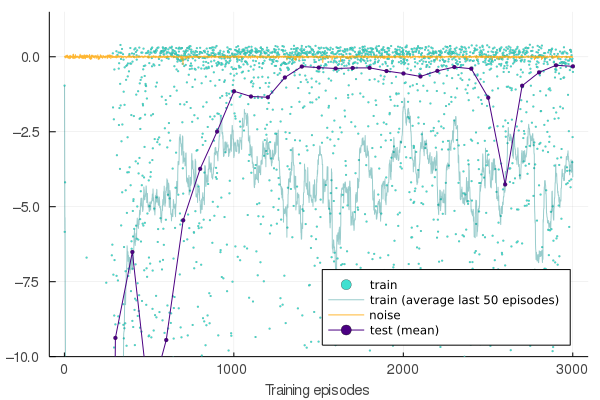 0.0
−2.5
−5.0
−7.5
−10.0
train
train (average last 50 episodes)
noise
test (mean)
0 1000 2000 3000
Training episodes